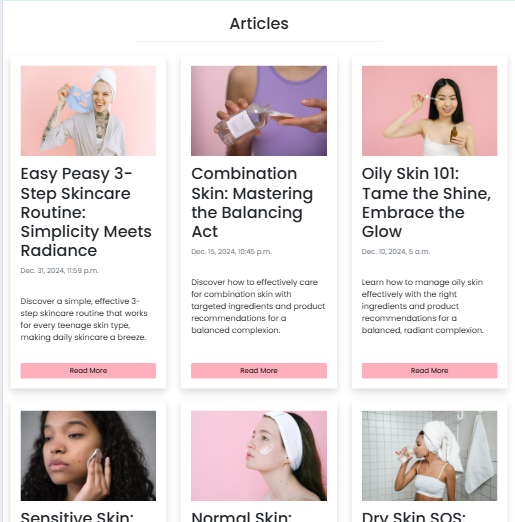 Articles
Easy Peasy 3-
Step Skincare
Routine:
Simplicity Meets
Radiance
Dec. 31, 2024, 11:59 p.m.
Discover a simple, effective 3-
step skincare routine that works
for every teenage skin type,
making daily skincare a breeze.
Read More
Combination
Skin: Mastering
the Balancing
Act
Dec. 15, 2024, 10:45 p.m.
Discover how to effectively care
for combination skin with
targeted ingredients and product
recommendations for a
balanced complexion.
Read More
Oily Skin 101:
Tame the Shine,
Embrace the
Glow
Dec. 10, 2024, 5 a.m.
Learn how to manage oily skin
effectively with the right
ingredients and product
recommendations for a
balanced, radiant complexion.
Read More
Sensitive Skin:
Normal Skin:
Dry Skin SOS: